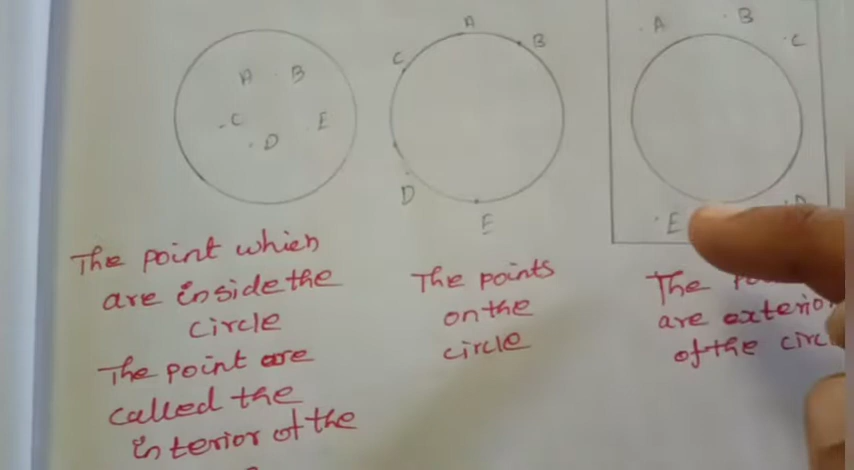 A B
C E
D
A
C B
D
E
A B
C
E D
The point which
are inside the
circle
The point are
called the
interior of the
The points
on the
circle
The
are exterior
of the circ